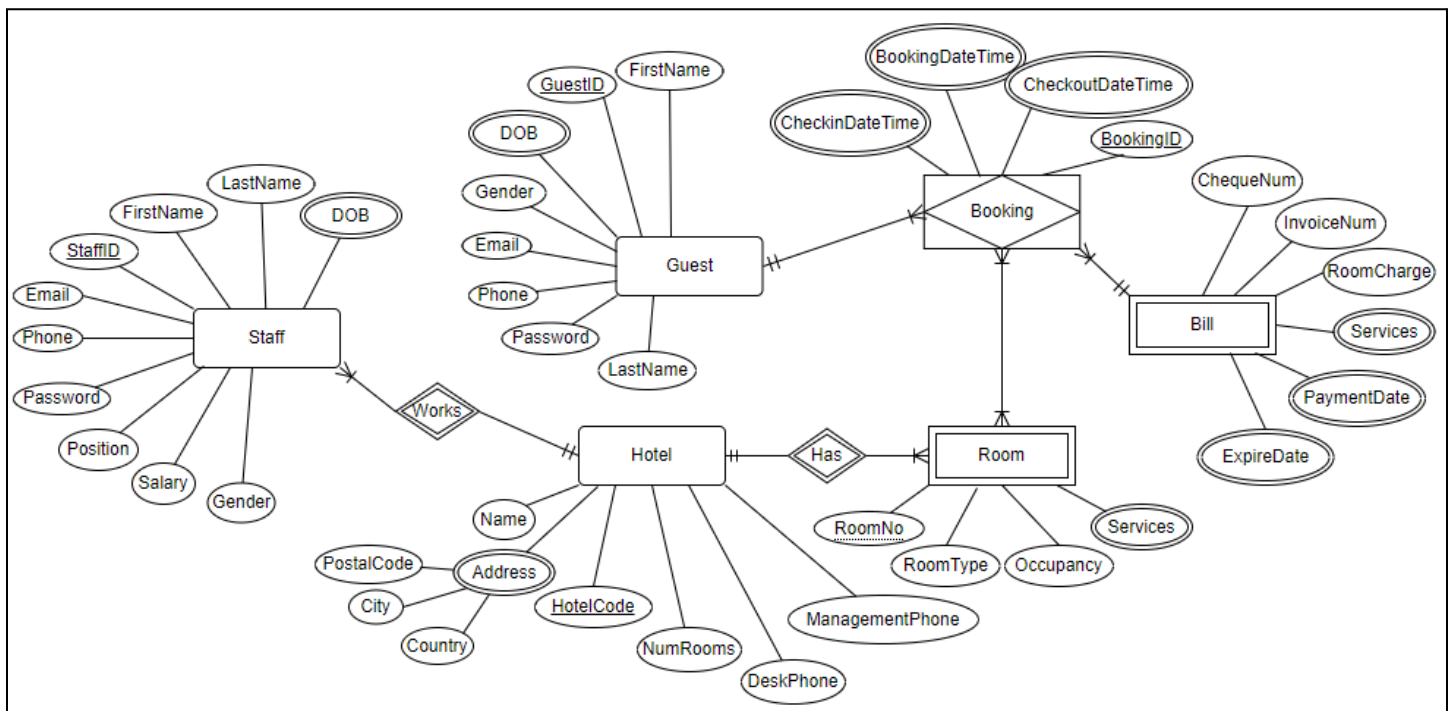 BookingDateTime
FirstName
GuestID
CheckoutDateTime
CheckinDateTime
DOB
BookingID
LastName
ChequeNum
Gender
FirstName
DOB
Booking
InvoiceNum
StaffID
Email
Guest
RoomCharge
Email
Phone
Bill
Phone
Staff
Password
Services
LastName
Password
PaymentDate
Works
Position
Hotel
Has
Room
ExpireDate
Salary
Gender
Name
RoomNo
Services
PostalCode
Address
RoomType
Occupancy
City
HotelCode
ManagementPhone
Country
NumRooms
DeskPhone